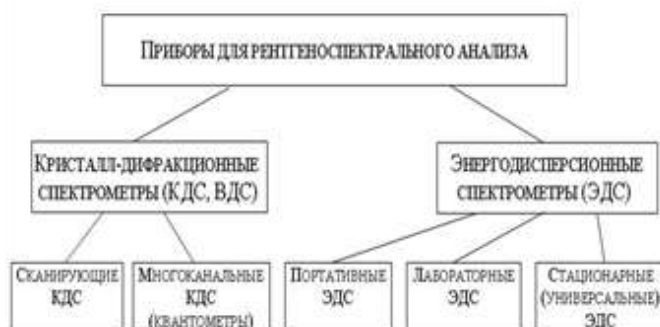 ПРИБОРЫ ДЛЯ РЕНТГЕНОСПЕКТРАЛЬНОГО АНАЛИЗА
КРИСТАЛЛ-ДИФРАКЦИОННЫЕ
СПЕКТРОМЕТРЫ (КДС, ВДС)
ЭНЕРГОДИСПЕРСИОННЫЕ
СПЕКТРОМЕТРЫ (ЭДС)
СКАНИРУЮЩИЕ
КДС
МНОГОКАНАЛЬНЫЕ
КДС
(КВАНТОМЕТРЫ)
ПОРТАТИВНЫЕ
ЭДС
ЛАБОРАТОРНЫЕ
ЭДС
СТАЦИОНАРНЫЕ
(УНИВЕРСАЛЬНЫЕ)
ЭДС